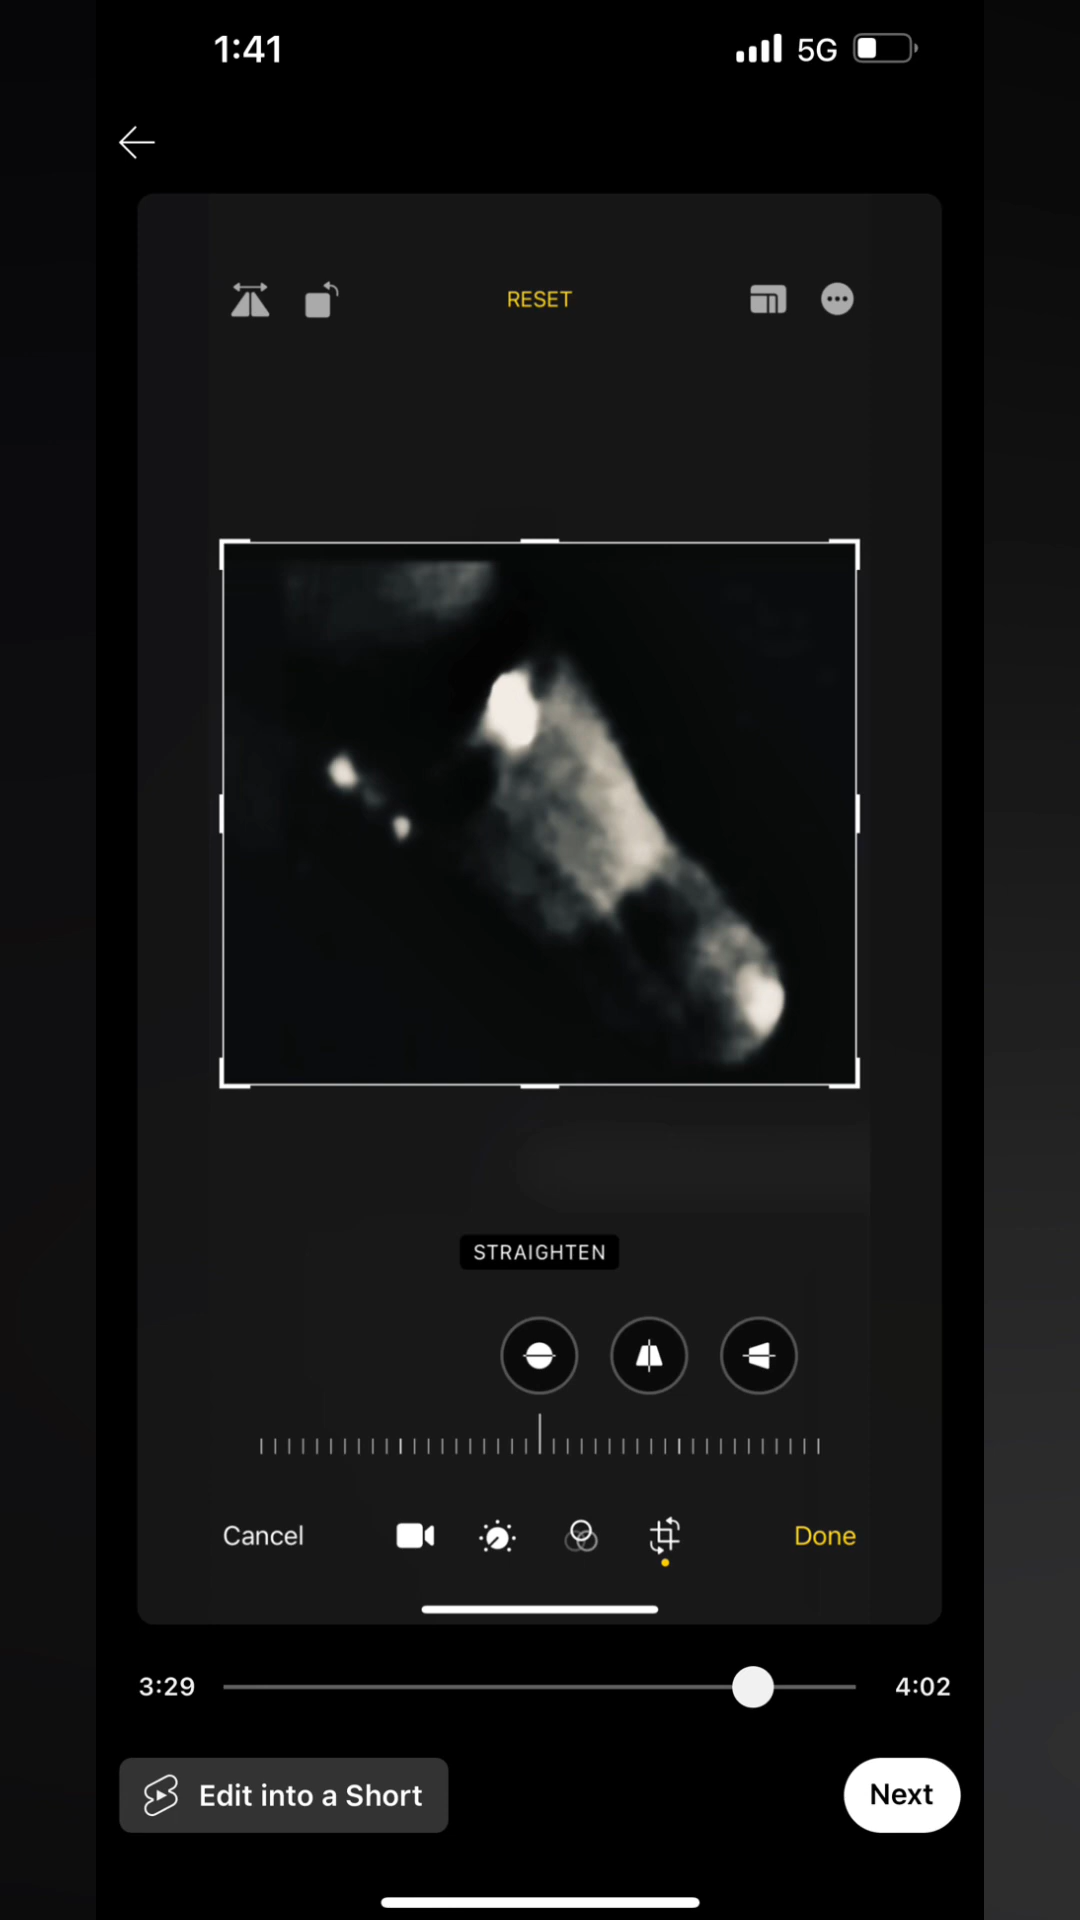 1:41
5G
RESET
STRAIGHTEN
Cancel
Done
3:29
4:02
Edit into a Short
Next